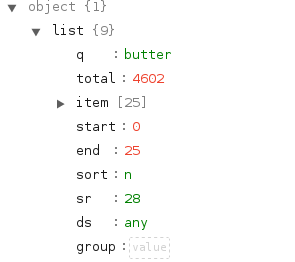 ▼ object {1}
▼ list {9}
q : butter
total : 4602
▶ item [25]
start : 0
end : 25
sort : n
sr : 28
ds : any
group : value